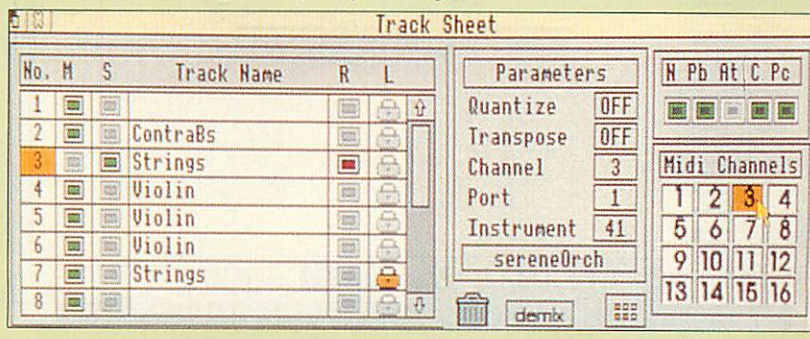 Track Sheet
No. M S Track Name R L
1
2 ContraBs
3 Strings
4 Violin
5 Violin
6 Violin
7 Strings
8
Parameters
Quantize OFF
Transpose OFF
Channel 3
Port 1
Instrument 41
sereneOrch
demix
N Pb At C Pc
Midi Channels
1 2 3 4
5 6 7 8
9 10 11 12
13 14 15 16